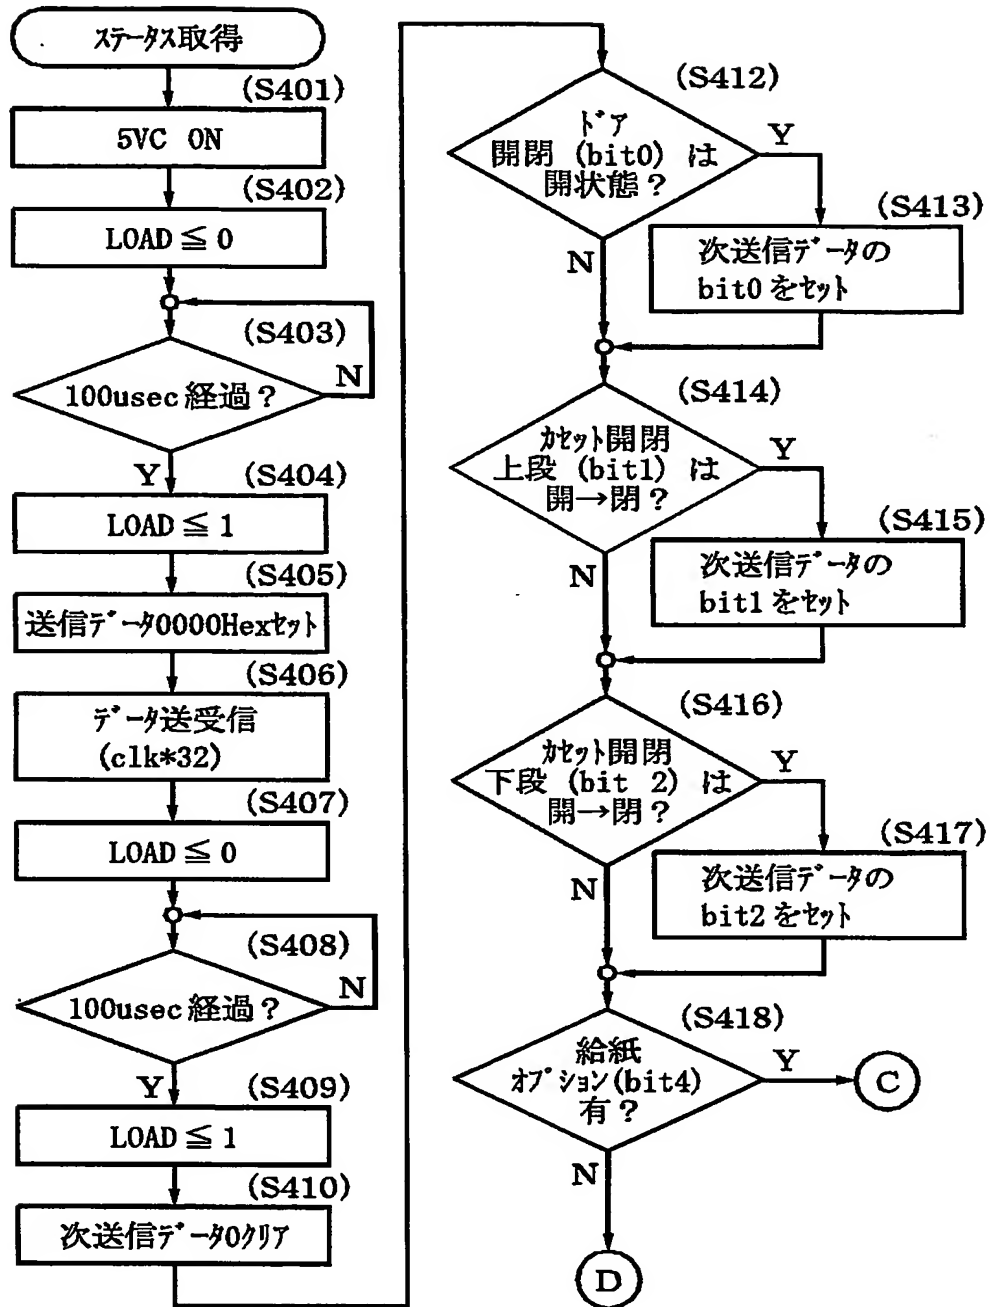 ステータス取得
(S401)
5VC ON
(S402)
LOAD ≦ 0
(S403)
100usec 経過？
N
Y
(S404)
LOAD ≦ 1
(S405)
送信データ0000Hexセット
(S406)
データ送受信
(clk*32)
(S407)
LOAD ≦ 0
(S408)
100usec 経過？
N
Y
(S409)
LOAD ≦ 1
(S410)
次送信データ0クリア
(S412)
ドア
開閉 (bit0) は
開状態？
Y
N
(S413)
次送信データの
bit0 をセット
(S414)
カセット開閉
上段 (bit1) は
開→閉？
Y
N
(S415)
次送信データの
bit1 をセット
(S416)
カセット開閉
下段 (bit 2) は
開→閉？
Y
N
(S417)
次送信データの
bit2 をセット
(S418)
給紙
オプション(bit4)
有？
Y
C
N
D